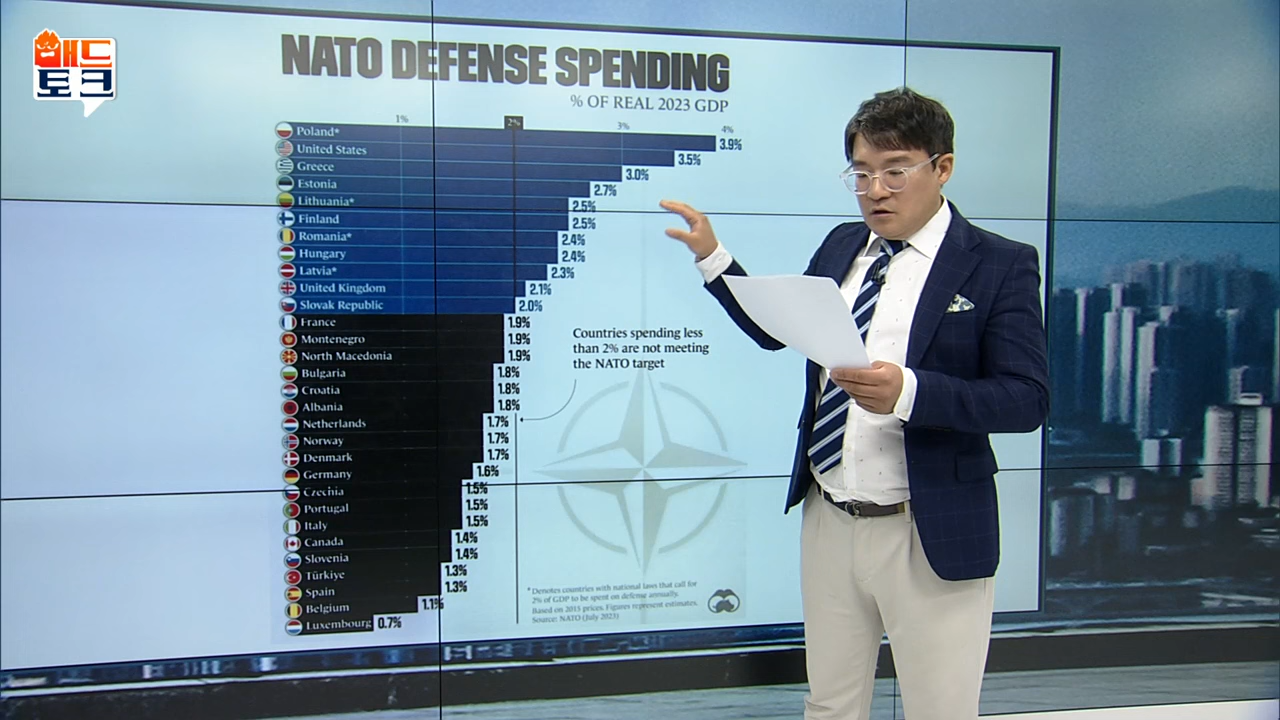 매드
토크
NATO DEFENSE SPENDING
% OF REAL 2023 GDP
1% 2% 3% 4%
Poland* 3.9%
United States 3.5%
Greece 3.0%
Estonia 2.7%
Lithuania* 2.5%
Finland 2.5%
Romania* 2.4%
Hungary 2.4%
Latvia* 2.3%
United Kingdom 2.1%
Slovak Republic 2.0%
France 1.9%
Montenegro 1.9%
North Macedonia 1.9%
Bulgaria 1.8%
Croatia 1.8%
Albania 1.8%
Netherlands 1.7%
Norway 1.7%
Denmark 1.7%
Germany 1.6%
Czechia 1.5%
Portugal 1.5%
Italy 1.5%
Canada 1.4%
Slovenia 1.4%
Türkiye 1.3%
Spain 1.3%
Belgium 1.1%
Luxembourg 0.7%
Countries spending less
than 2% are not meeting
the NATO target
*Denotes countries with national laws that call for
2% of GDP to be spent on defense annually.
Based on 2015 prices. Figures represent estimates.
Source: NATO (July 2023)